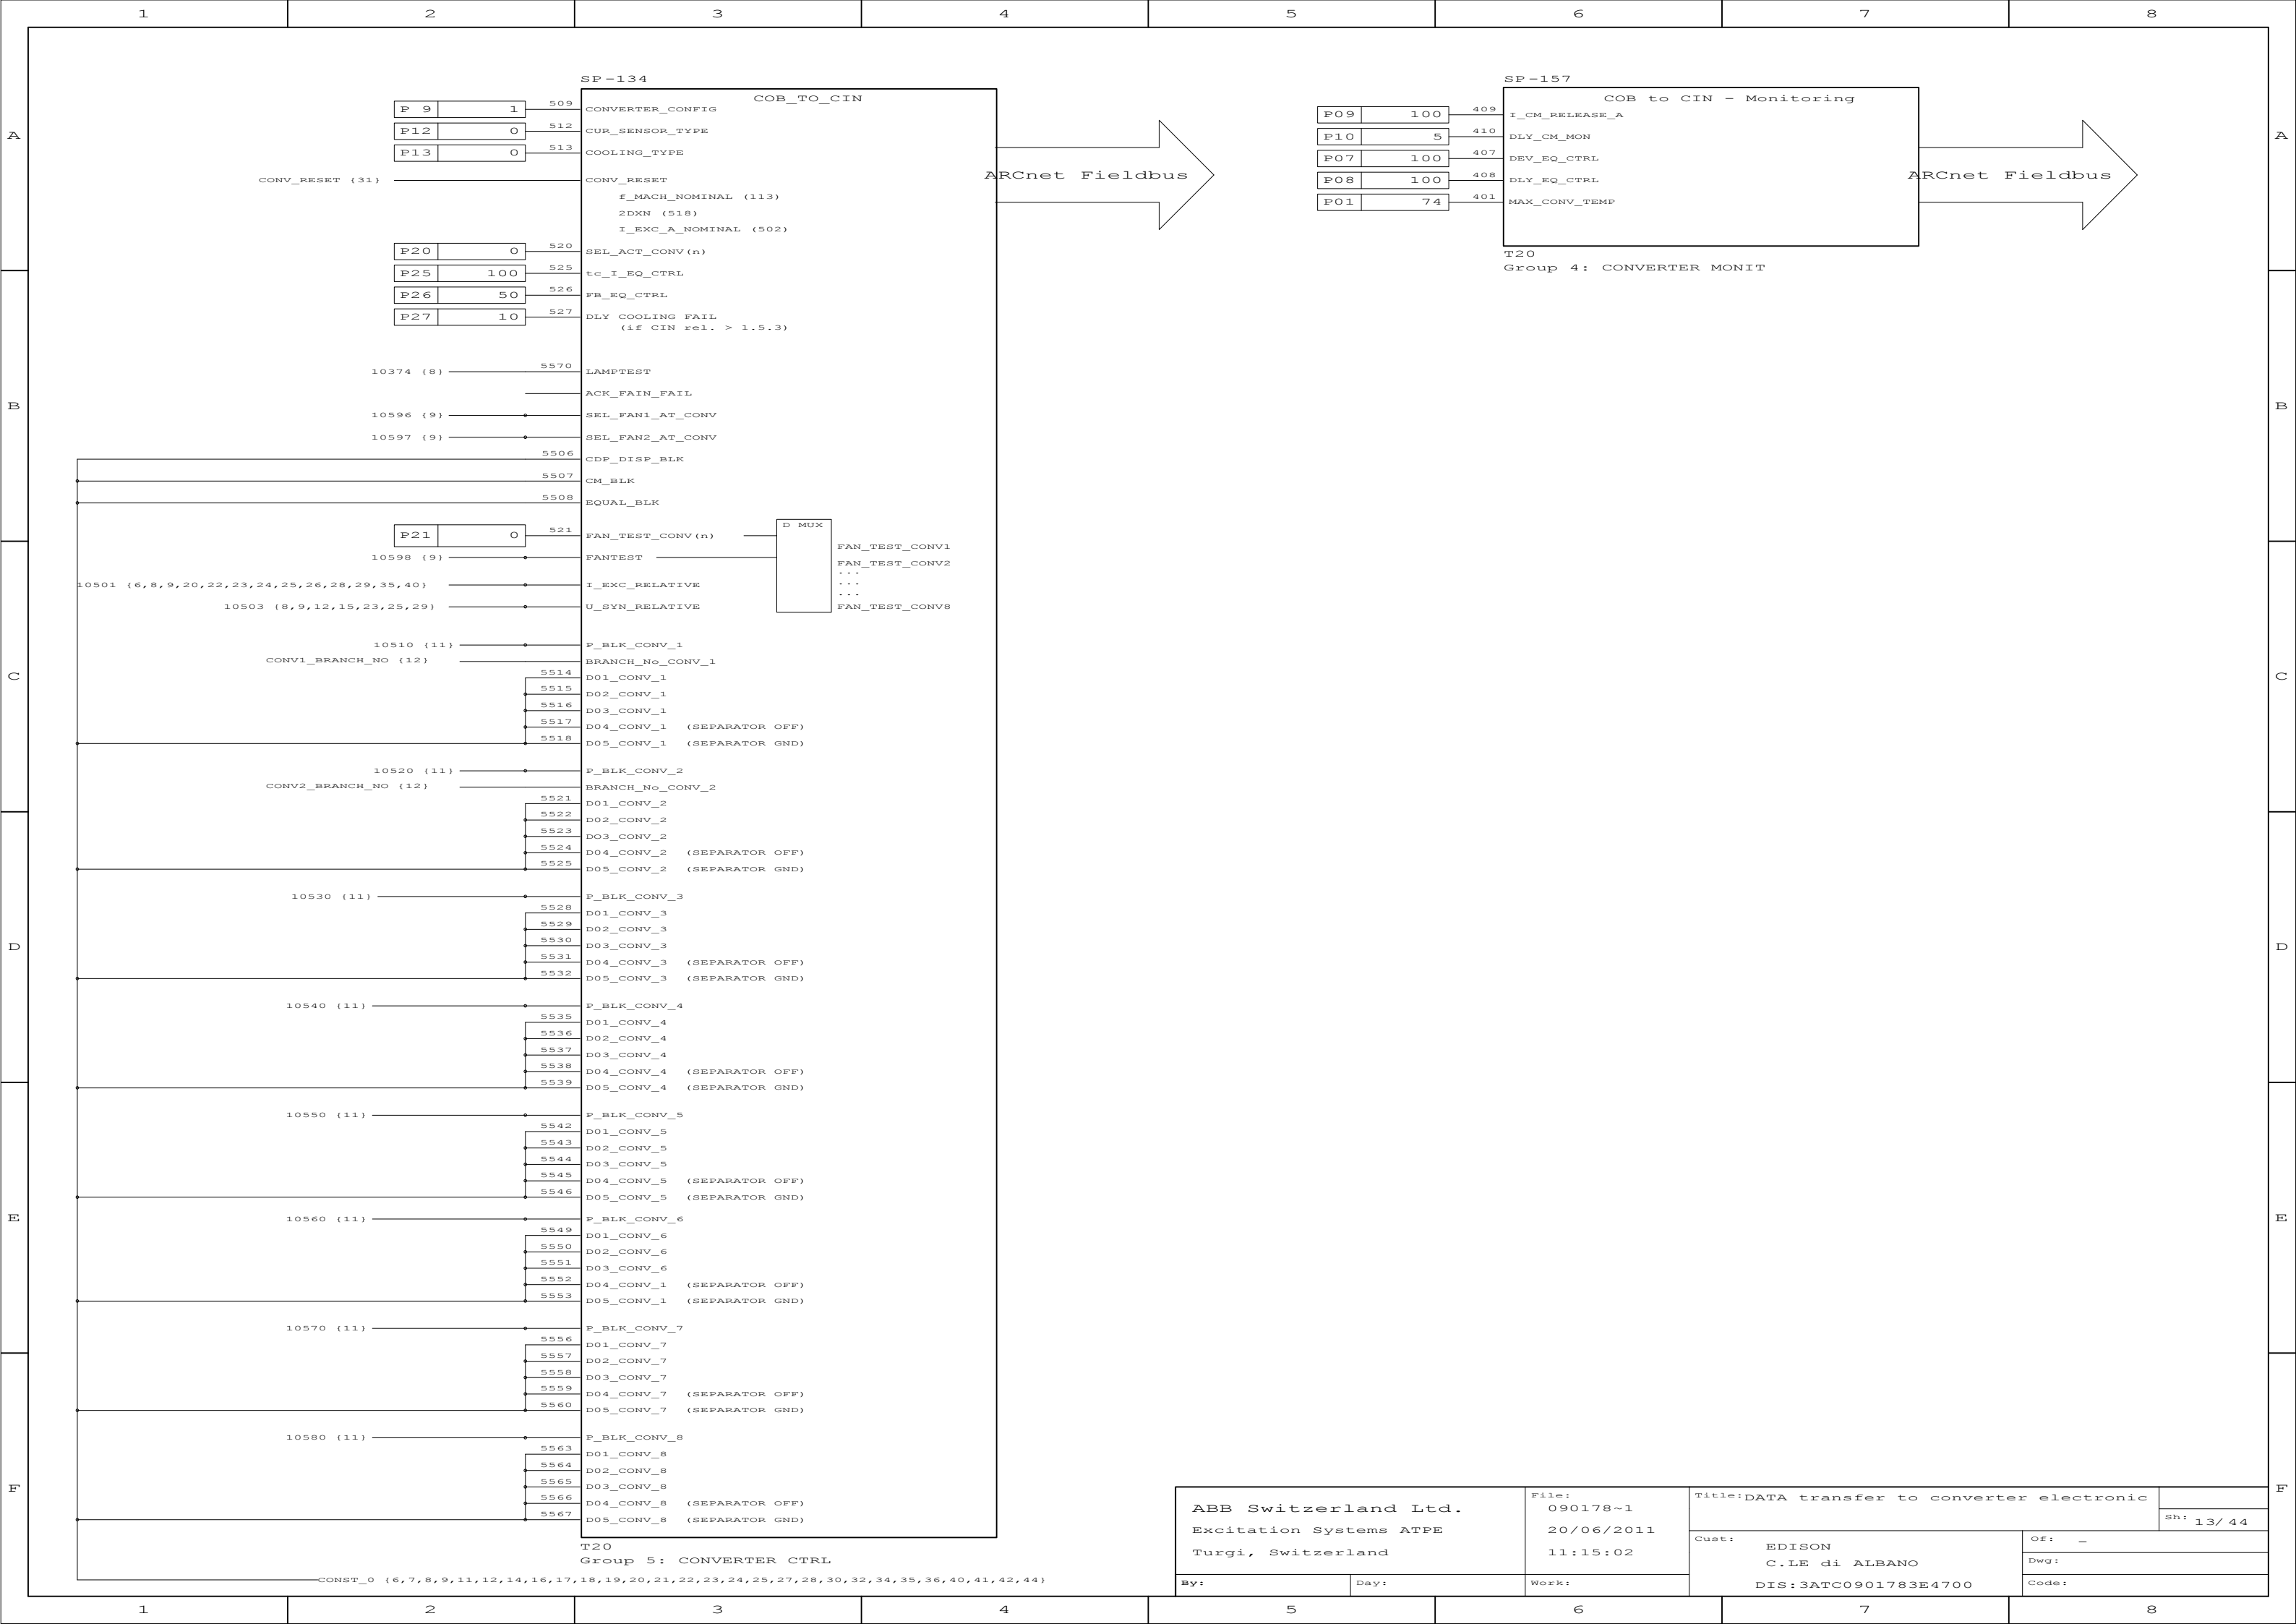 1 2 3 4 5 6 7 8
A A
B B
C C
D D
E E
F F
SP-134
COB_TO_CIN
P 9 1 509 CONVERTER_CONFIG
P12 0 512 CUR_SENSOR_TYPE
P13 0 513 COOLING_TYPE
CONV_RESET (31) CONV_RESET
f_MACH_NOMINAL (113)
2DXN (518)
I_EXC_A_NOMINAL (502)
P20 0 520 SEL_ACT_CONV(n)
P25 100 525 tc_I_EQ_CTRL
P26 50 526 FB_EQ_CTRL
P27 10 527 DLY COOLING FAIL
(if CIN rel. > 1.5.3)
10374 (8) 5570 LAMPTEST
ACK_FAIN_FAIL
10596 (9) SEL_FAN1_AT_CONV
10597 (9) SEL_FAN2_AT_CONV
5506 CDP_DISP_BLK
5507 CM_BLK
5508 EQUAL_BLK
P21 0 521 FAN_TEST_CONV(n)
10598 (9) FANTEST
D MUX
FAN_TEST_CONV1
FAN_TEST_CONV2
...
...
...
FAN_TEST_CONV8
10501 (6,8,9,20,22,23,24,25,26,28,29,35,40) I_EXC_RELATIVE
10503 (8,9,12,15,23,25,29) U_SYN_RELATIVE
10510 (11) P_BLK_CONV_1
CONV1_BRANCH_NO (12) BRANCH_No_CONV_1
5514 D01_CONV_1
5515 D02_CONV_1
5516 D03_CONV_1
5517 D04_CONV_1 (SEPARATOR OFF)
5518 D05_CONV_1 (SEPARATOR GND)
10520 (11) P_BLK_CONV_2
CONV2_BRANCH_NO (12) BRANCH_No_CONV_2
5521 D01_CONV_2
5522 D02_CONV_2
5523 DO3_CONV_2
5524 D04_CONV_2 (SEPARATOR OFF)
5525 D05_CONV_2 (SEPARATOR GND)
10530 (11) P_BLK_CONV_3
5528 D01_CONV_3
5529 D02_CONV_3
5530 D03_CONV_3
5531 D04_CONV_3 (SEPARATOR OFF)
5532 D05_CONV_3 (SEPARATOR GND)
10540 (11) P_BLK_CONV_4
5535 D01_CONV_4
5536 D02_CONV_4
5537 D03_CONV_4
5538 D04_CONV_4 (SEPARATOR OFF)
5539 D05_CONV_4 (SEPARATOR GND)
10550 (11) P_BLK_CONV_5
5542 D01_CONV_5
5543 D02_CONV_5
5544 D03_CONV_5
5545 D04_CONV_5 (SEPARATOR OFF)
5546 D05_CONV_5 (SEPARATOR GND)
10560 (11) P_BLK_CONV_6
5549 D01_CONV_6
5550 D02_CONV_6
5551 D03_CONV_6
5552 D04_CONV_1 (SEPARATOR OFF)
5553 D05_CONV_1 (SEPARATOR GND)
10570 (11) P_BLK_CONV_7
5556 D01_CONV_7
5557 D02_CONV_7
5558 D03_CONV_7
5559 D04_CONV_7 (SEPARATOR OFF)
5560 D05_CONV_7 (SEPARATOR GND)
10580 (11) P_BLK_CONV_8
5563 D01_CONV_8
5564 D02_CONV_8
5565 D03_CONV_8
5566 D04_CONV_8 (SEPARATOR OFF)
5567 D05_CONV_8 (SEPARATOR GND)
T20
Group 5: CONVERTER CTRL
CONST_0 (6,7,8,9,11,12,14,16,17,18,19,20,21,22,23,24,25,27,28,30,32,34,35,36,40,41,42,44)
ARCnet Fieldbus
SP-157
COB to CIN - Monitoring
P09 100 409 I_CM_RELEASE_A
P10 5 410 DLY_CM_MON
P07 100 407 DEV_EQ_CTRL
P08 100 408 DLY_EQ_CTRL
P01 74 401 MAX_CONV_TEMP
T20
Group 4: CONVERTER MONIT
ARCnet Fieldbus
ABB Switzerland Ltd.
Excitation Systems ATPE
Turgi, Switzerland
By: Day: Work:
File:
090178~1
20/06/2011
11:15:02
Title: DATA transfer to converter electronic
Sh: 13/44
Cust:
EDISON
C.LE di ALBANO
DIS:3ATC0901783E4700
Of: _
Dwg:
Code:
1 2 3 4 5 6 7 8